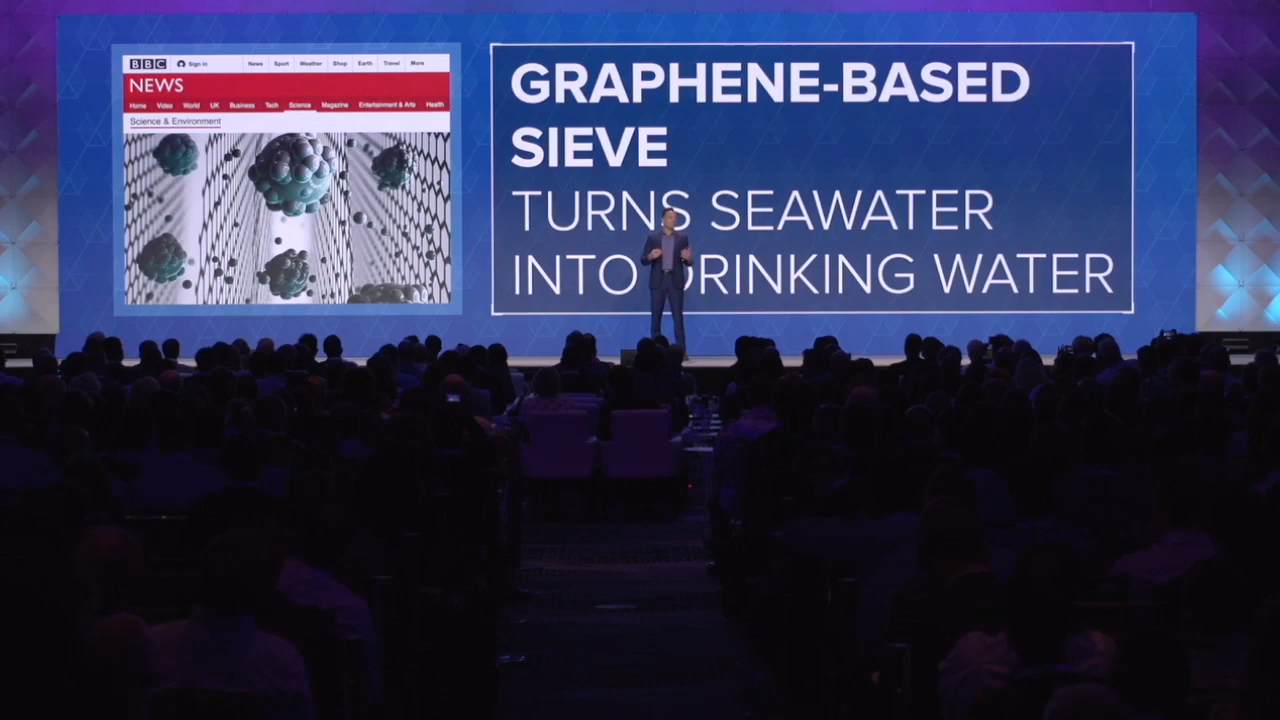 BBC Sign in News Sport Weather Shop Earth Travel More
NEWS
Home Video World UK Business Tech Science Magazine Entertainment & Arts Health
Science & Environment
GRAPHENE-BASED
SIEVE
TURNS SEAWATER
INTO DRINKING WATER